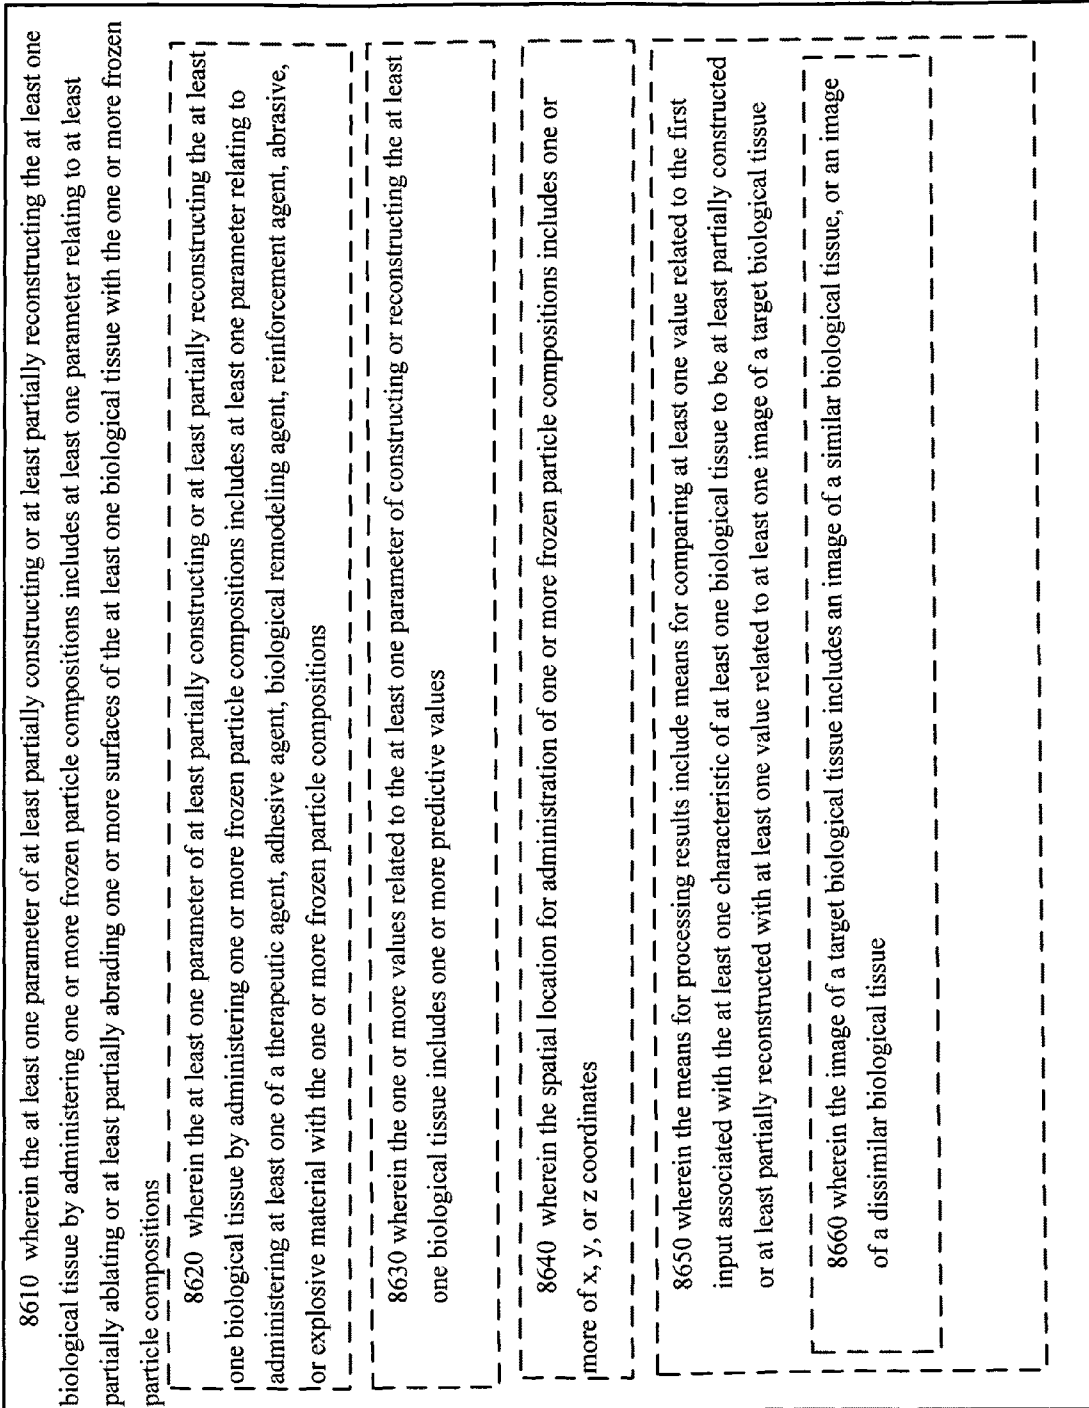 8610 wherein the at least one parameter of at least partially constructing or at least partially reconstructing the at least one
biological tissue by administering one or more frozen particle compositions includes at least one parameter relating to at least
partially ablating or at least partially abrading one or more surfaces of the at least one biological tissue with the one or more frozen
particle compositions
8620 wherein the at least one parameter of at least partially constructing or at least partially reconstructing the at least
one biological tissue by administering one or more frozen particle compositions includes at least one parameter relating to
administering at least one of a therapeutic agent, adhesive agent, biological remodeling agent, reinforcement agent, abrasive,
or explosive material with the one or more frozen particle compositions
8630 wherein the one or more values related to the at least one parameter of constructing or reconstructing the at least
one biological tissue includes one or more predictive values
8640 wherein the spatial location for administration of one or more frozen particle compositions includes one or
more of x, y, or z coordinates
8650 wherein the means for processing results include means for comparing at least one value related to the first
input associated with the at least one characteristic of at least one biological tissue to be at least partially constructed
or at least partially reconstructed with at least one value related to at least one image of a target biological tissue
8660 wherein the image of a target biological tissue includes an image of a similar biological tissue, or an image
of a dissimilar biological tissue